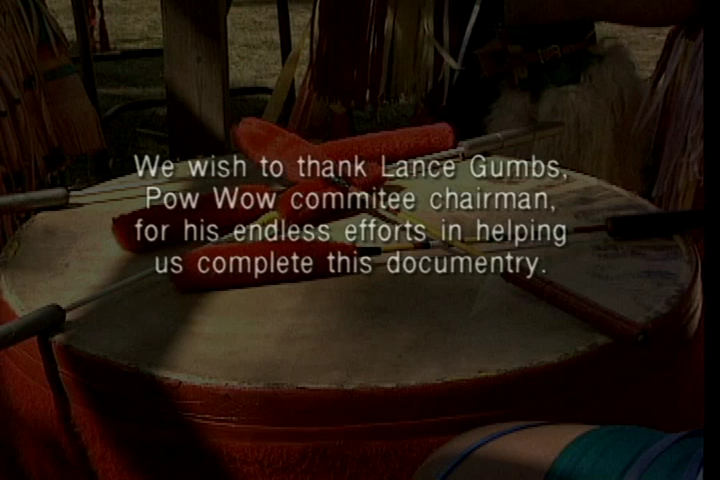 We wish to thank Lance Gumbs,
Pow Wow commitee chairman,
for his endless efforts in helping
us complete this documentry.